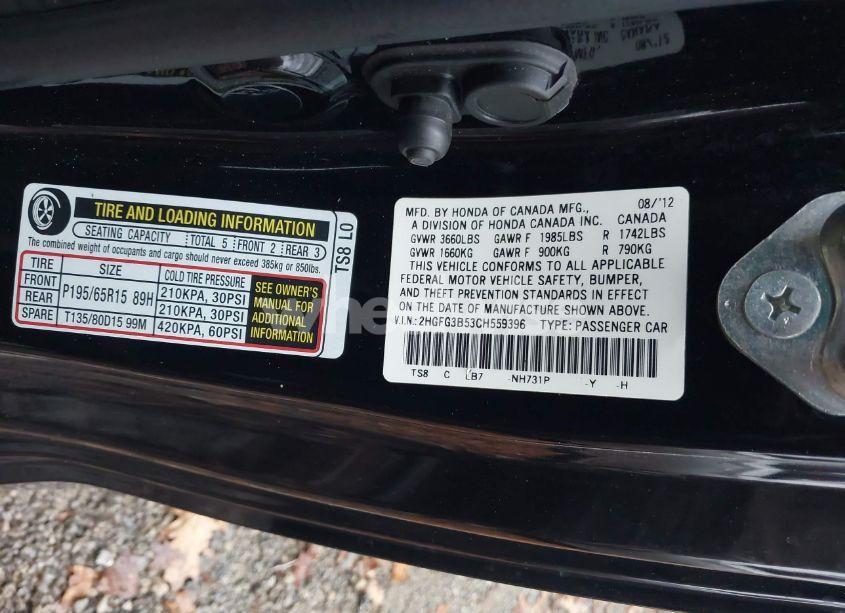 TIRE AND LOADING INFORMATION
SEATING CAPACITY TOTAL 5 FRONT 2 REAR 3
The combined weight of occupants and cargo should never exceed 385kg or 850lbs.
TIRE SIZE COLD TIRE PRESSURE
FRONT P195/65R15 89H 210KPA, 30PSI
REAR 210KPA, 30PSI
SPARE T135/80D15 99M 420KPA, 60PSI
SEE OWNER'S
MANUAL FOR
ADDITIONAL
INFORMATION
TS8 L0
MFD. BY HONDA OF CANADA MFG., 08/'12
A DIVISION OF HONDA CANADA INC. CANADA
GVWR 3660LBS GAWR F 1985LBS R 1742LBS
GVWR 1660KG GAWR F 900KG R 790KG
THIS VEHICLE CONFORMS TO ALL APPLICABLE
FEDERAL MOTOR VEHICLE SAFETY, BUMPER,
AND THEFT PREVENTION STANDARDS IN EFFECT
ON THE DATE OF MANUFACTURE SHOWN ABOVE.
V.I.N.: 2HGFG3B53CH559396 TYPE: PASSENGER CAR
TS8 C LB7 -NH731P -Y -H